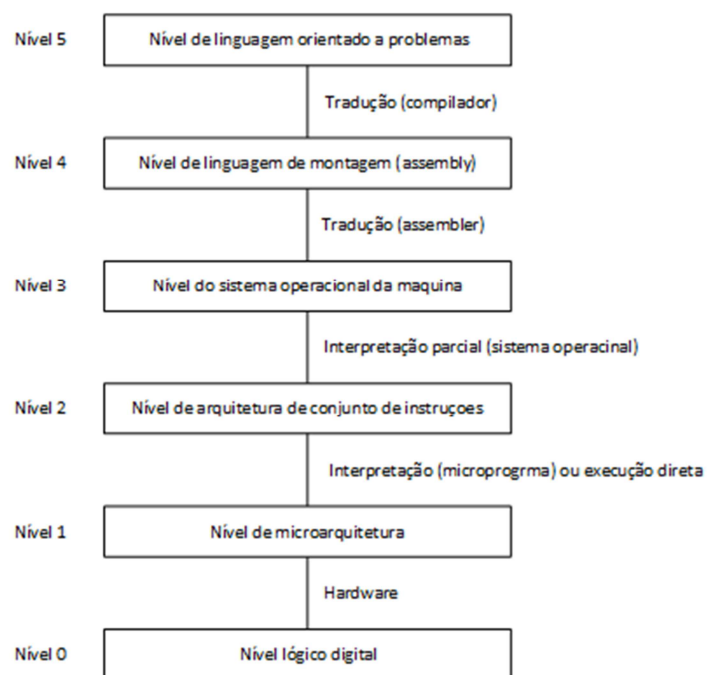 Nível 5 Nível de linguagem orientado a problemas
Tradução (compilador)
Nível 4 Nível de linguagem de montagem (assembly)
Tradução (assembler)
Nível 3 Nível do sistema operacional da maquina
Interpretação parcial (sistema operacinal)
Nível 2 Nível de arquitetura de conjunto de instruçoes
Interpretação (microprogrma) ou execução direta
Nível 1 Nível de microarquitetura
Hardware
Nível 0 Nível lógico digital